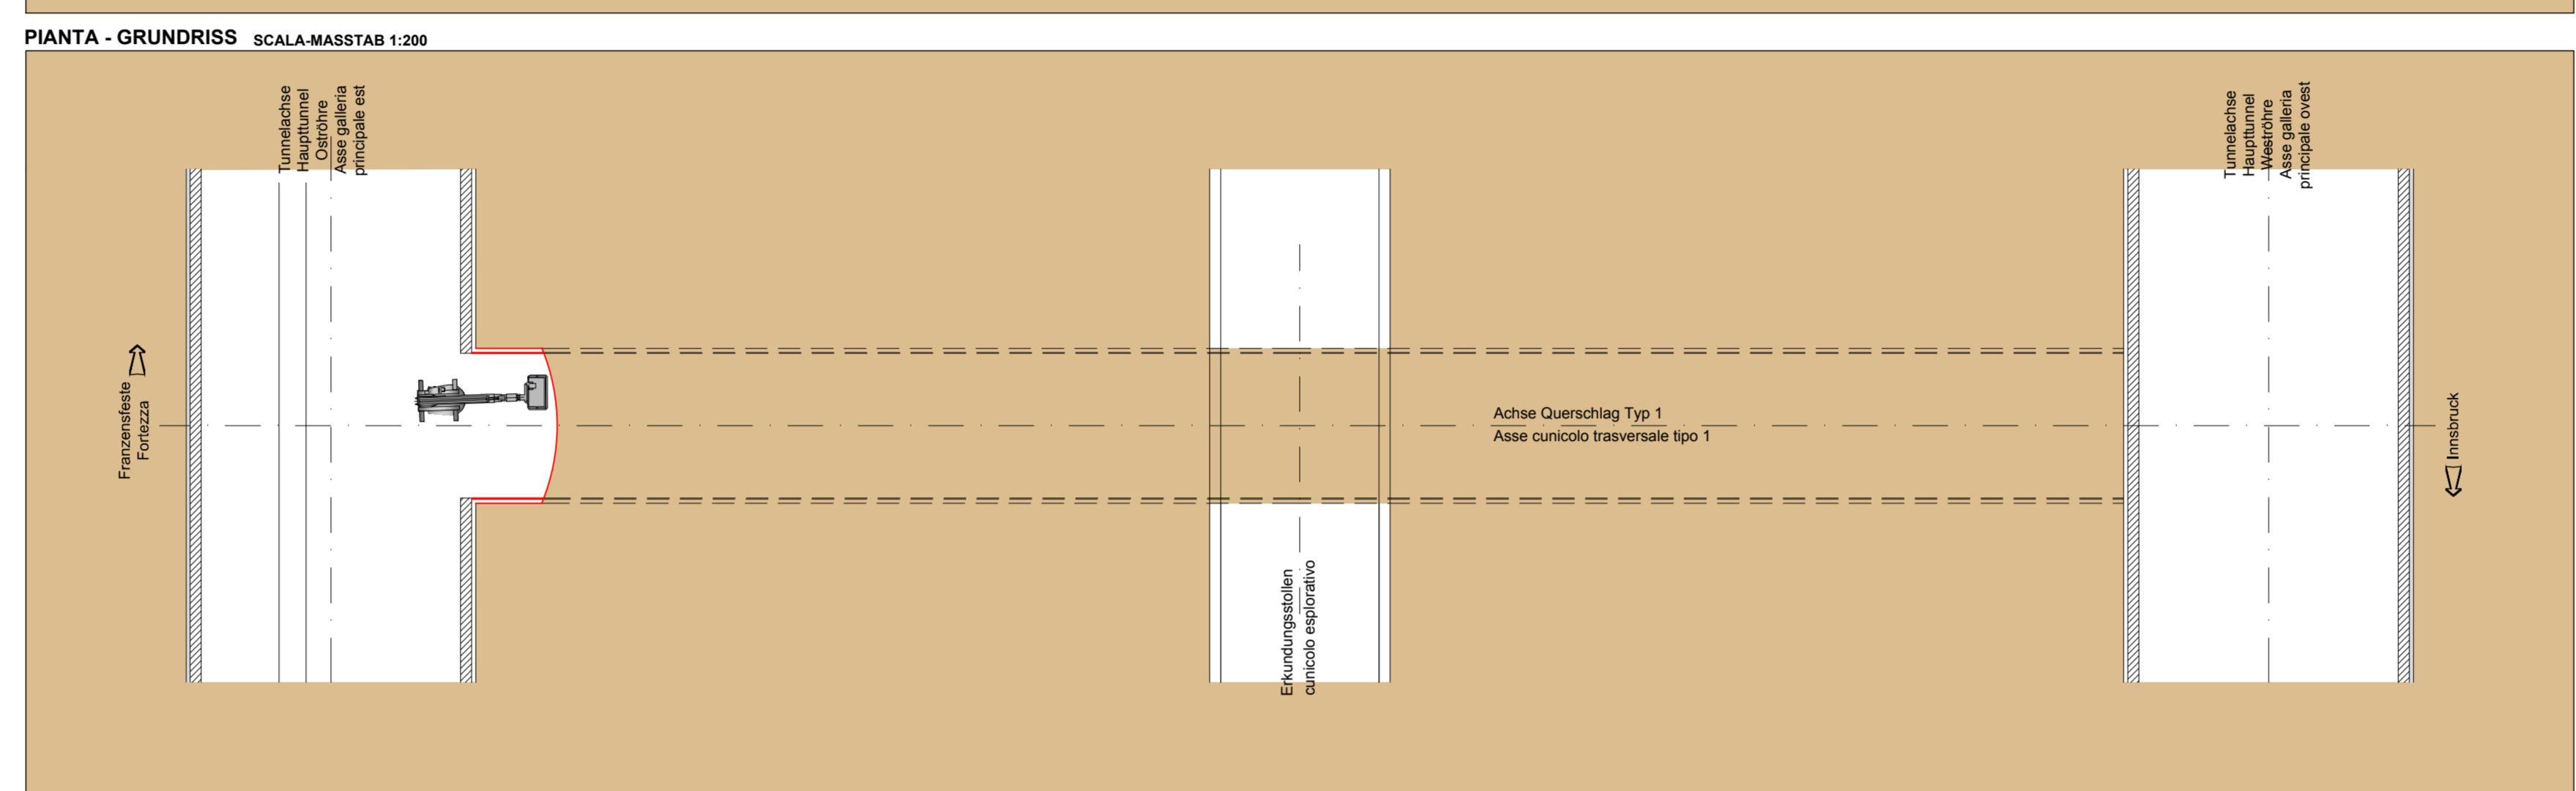 PIANTA - GRUNDRISS SCALA-MASSTAB 1:200
Tunnelachse
Haupttunnel
Oströhre
Asse galleria
principale est
Tunnelachse
Haupttunnel
Weströhre
Asse galleria
principale ovest
Franzensfeste
Fortezza
Achse Querschlag Typ 1
Asse cunicolo trasversale tipo 1
Innsbruck
Erkundungsstollen
cunicolo esplorativo